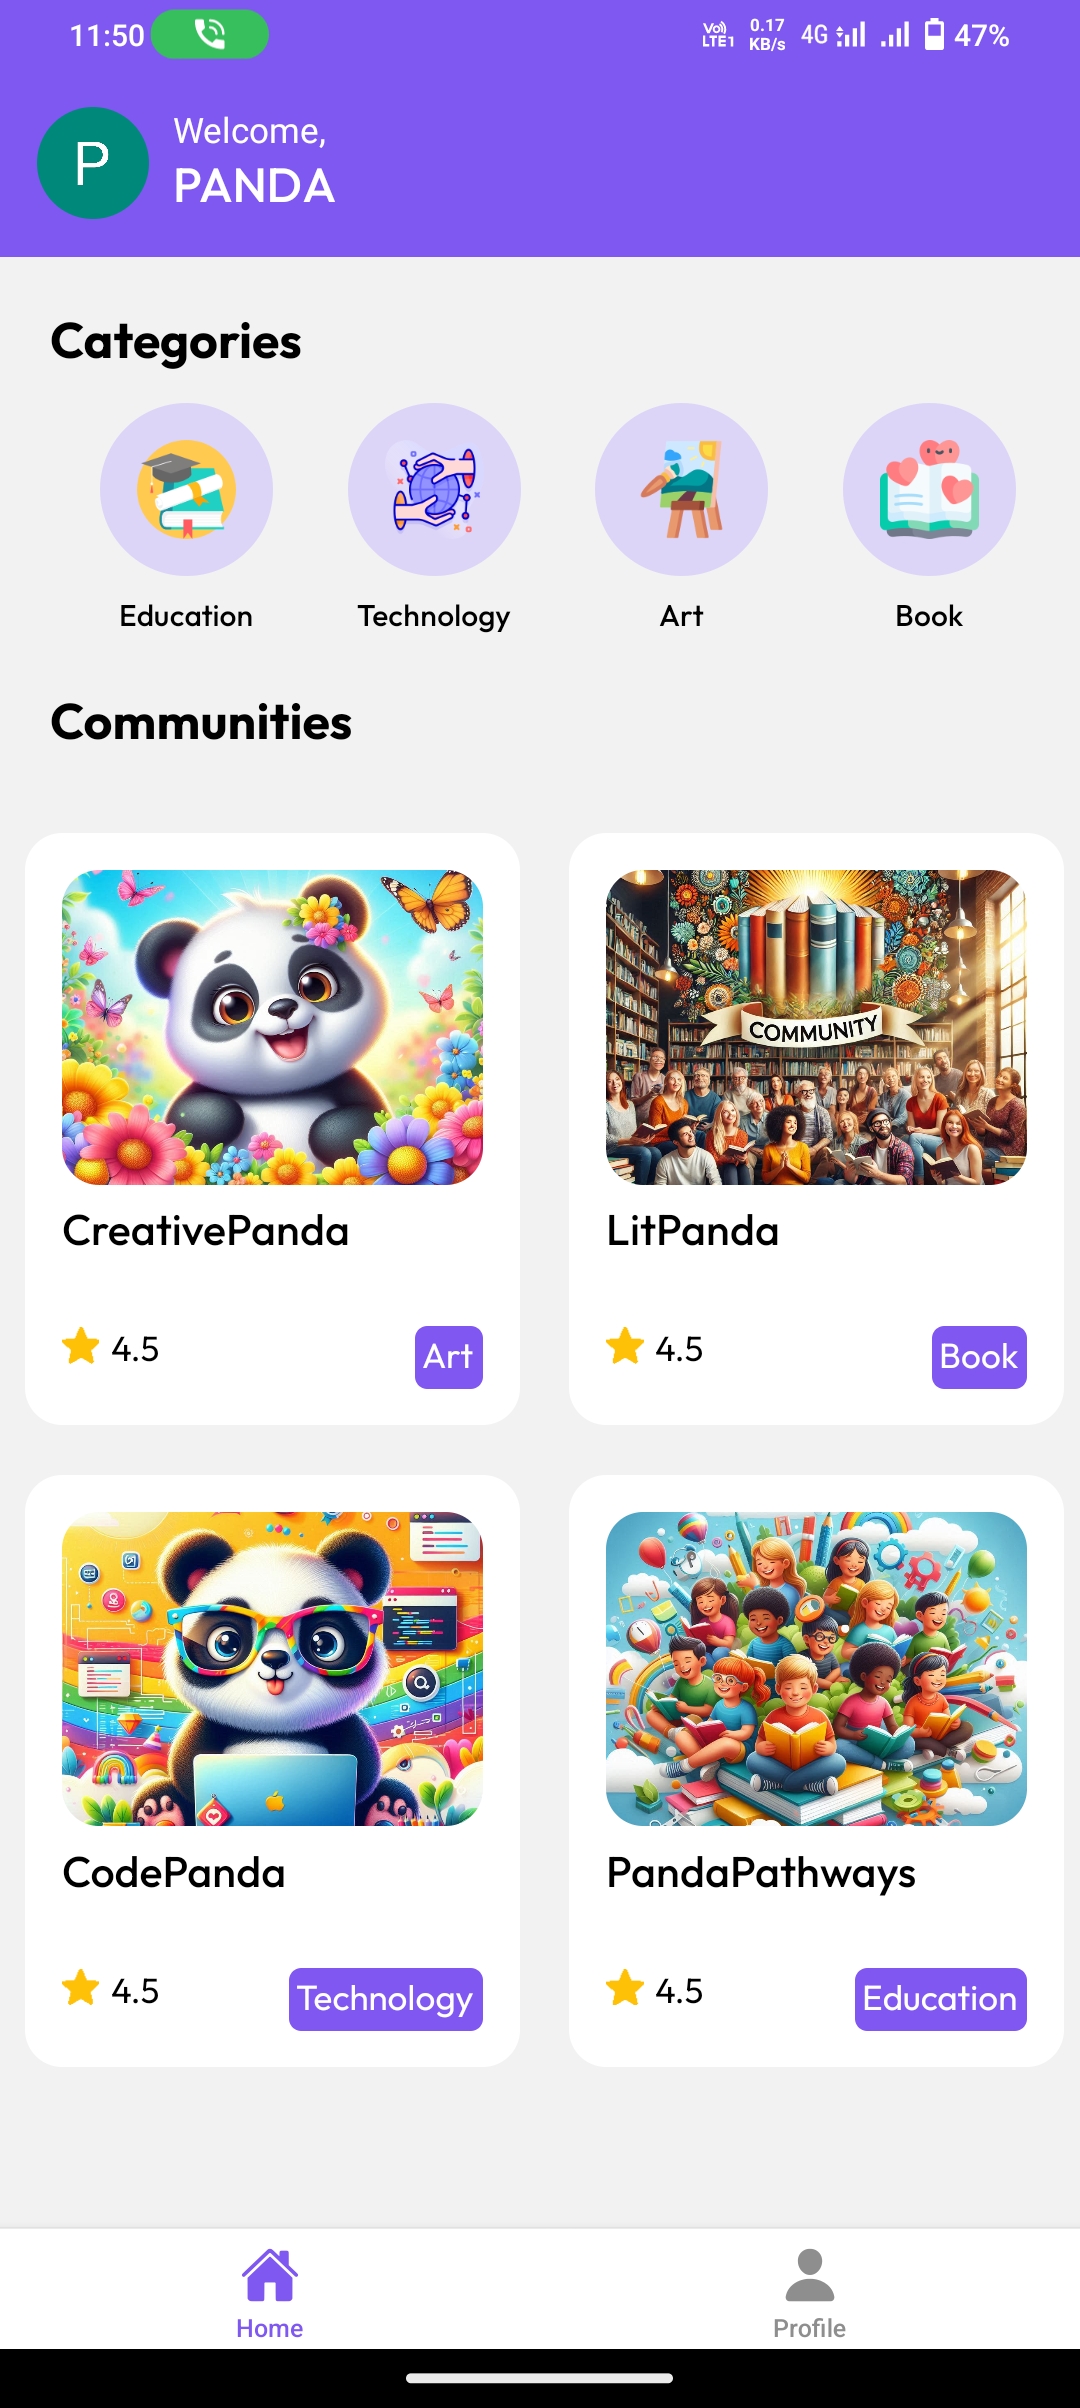 11:50
Vo)) LTE1 0.17 KB/s 4G 47%
P
Welcome,
PANDA
Categories
Education Technology Art Book
Communities
COMMUNITY
CreativePanda LitPanda
4.5 Art 4.5 Book
CodePanda PandaPathways
4.5 Technology 4.5 Education
Home Profile